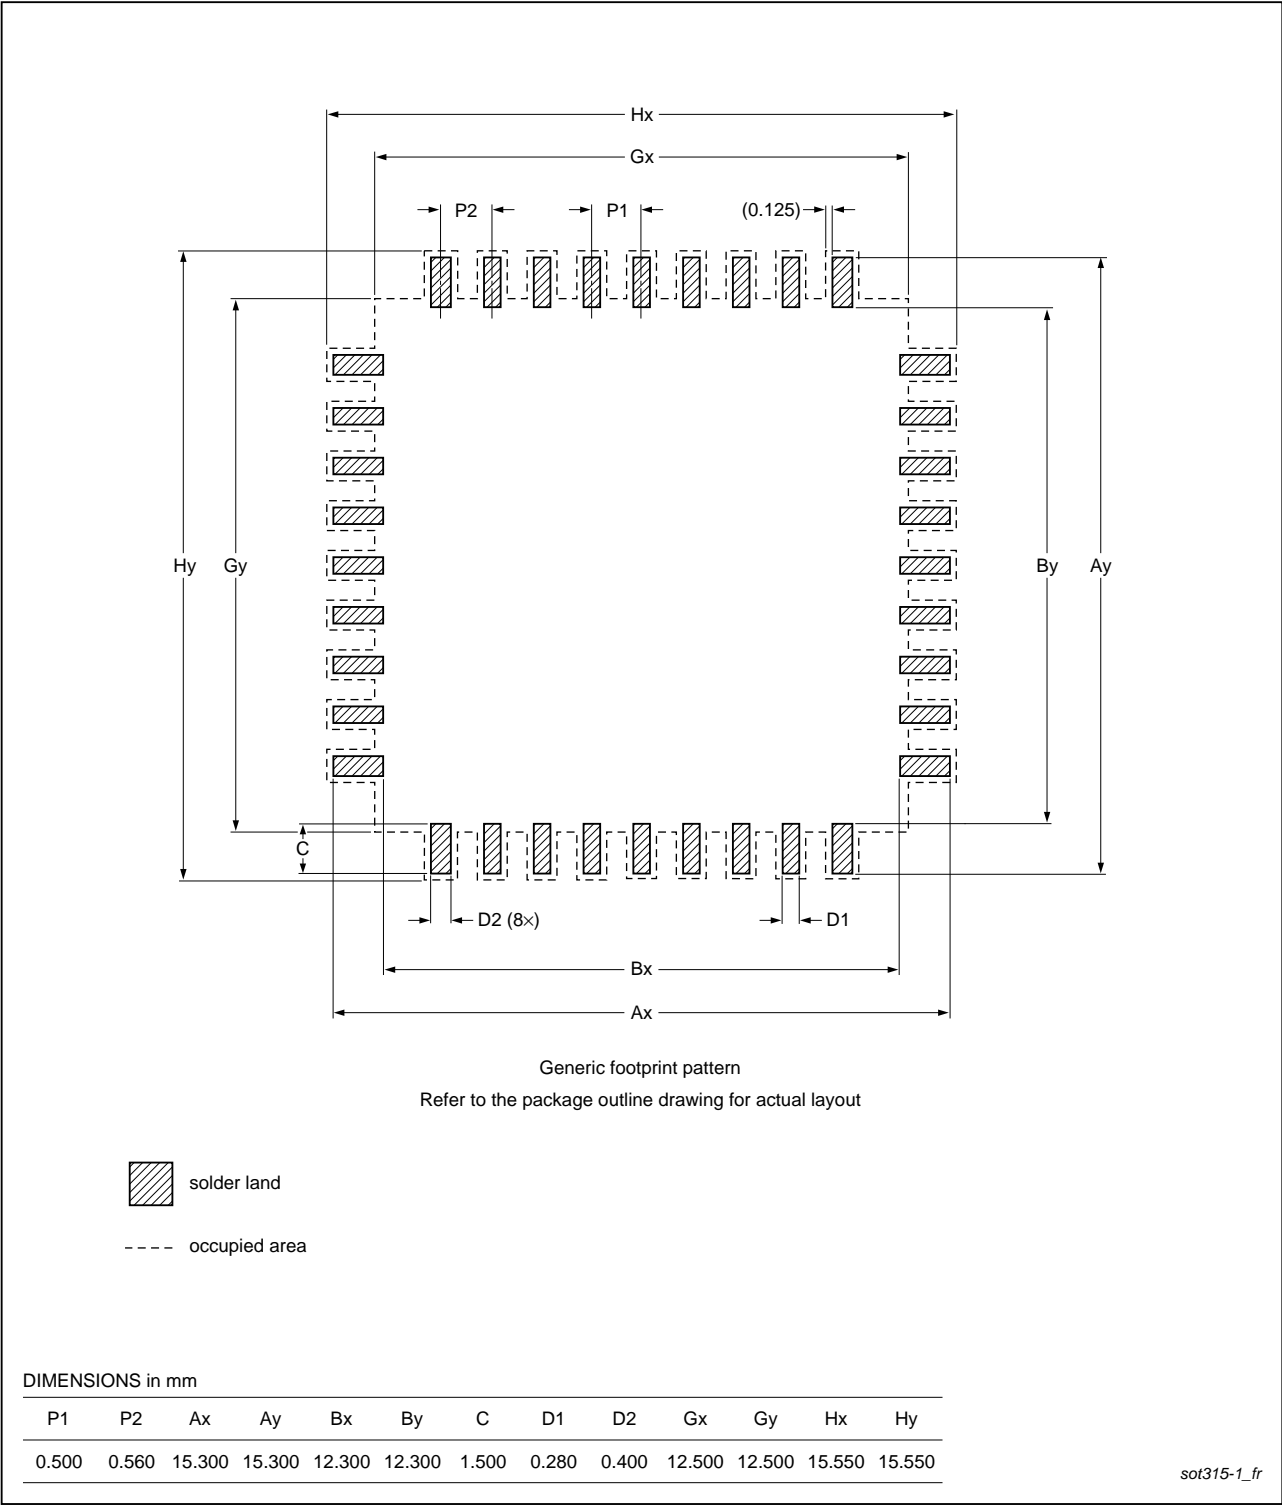 Hx
Gx
P2 P1 (0.125)
Hy Gy By Ay
C
D2 (8×) D1
Bx
Ax
Generic footprint pattern
Refer to the package outline drawing for actual layout
solder land
occupied area
DIMENSIONS in mm
P1 P2 Ax Ay Bx By C D1 D2 Gx Gy Hx Hy
0.500 0.560 15.300 15.300 12.300 12.300 1.500 0.280 0.400 12.500 12.500 15.550 15.550
sot315-1_fr